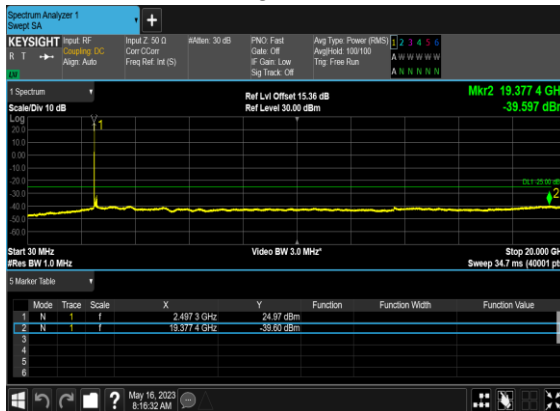 Spectrum Analyzer 1
Swept SA
+
KEYSIGHT Input: RF Input Z: 50 Ω #Atten: 30 dB PNO: Fast Avg Type: Power (RMS) 1 2 3 4 5 6
R T Coupling: DC Corr CCorr Gate: Off Avg|Hold: 100/100 A W W W W W
Align: Auto Freq Ref: Int (S) IF Gain: Low Trig: Free Run
Sig Track: Off A N N N N N
1 Spectrum Ref Lvl Offset 15.36 dB Mkr2 19.377 4 GH
Scale/Div 10 dB Ref Level 30.00 dBm -39.597 dB
Log
20.0 1
10.0
0.00
-10.0
-20.0
DL1 -25.00 dB
-30.0
2
-40.0
-50.0
-60.0
Start 30 MHz Video BW 3.0 MHz* Stop 20.000 GH
#Res BW 1.0 MHz Sweep 34.7 ms (40001 pt
5 Marker Table
Mode Trace Scale X Y Function Function Width Function Value
1 N 1 f 2.497 3 GHz 24.97 dBm
2 N 1 f 19.377 4 GHz -39.60 dBm
3
4
5
6
? May 16, 2023
8:16:32 AM